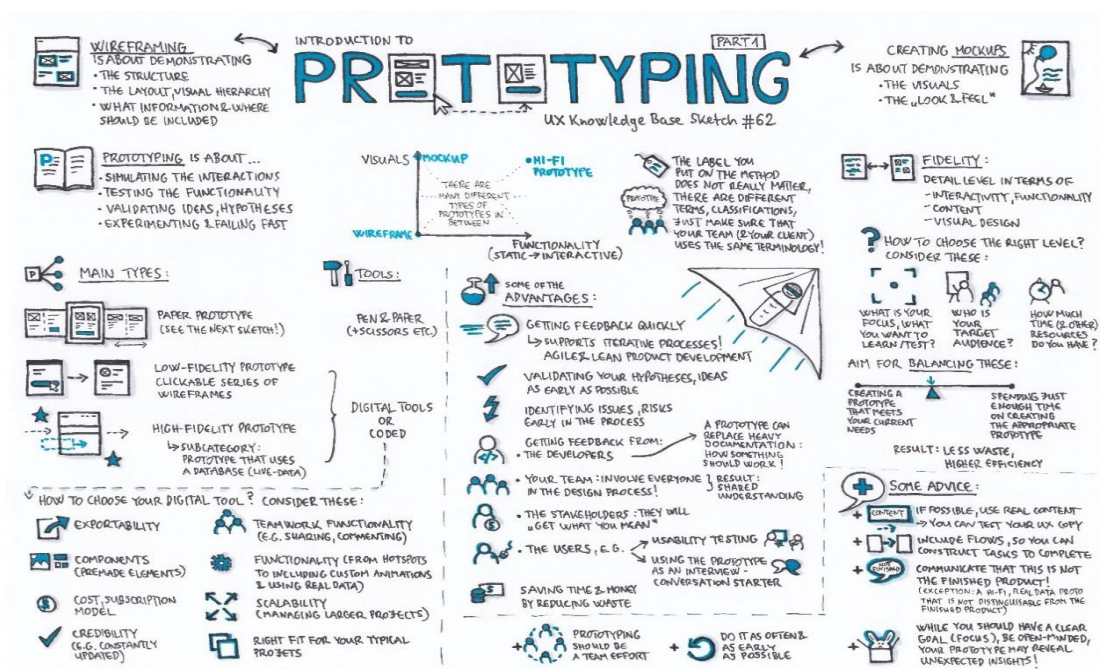 WIREFRAMING
IS ABOUT DEMONSTRATING
• THE STRUCTURE
• THE LAYOUT, VISUAL HIERARCHY
• WHAT INFORMATION & WHERE
SHOULD BE INCLUDED
INTRODUCTION TO
PART 1
PROTOTYPING
UX Knowledge Base Sketch #62
CREATING MOCKUPS
IS ABOUT DEMONSTRATING
• THE VISUALS
• THE „LOOK & FEEL"
P
PROTOTYPING IS ABOUT...
• SIMULATING THE INTERACTIONS
• TESTING THE FUNCTIONALITY
• VALIDATING IDEAS, HYPOTHESES
• EXPERIMENTING & FAILING FAST
VISUALS
MOCKUP
HI-FI
PROTOTYPE
THERE ARE
MANY DIFFERENT
TYPES OF
PROTOTYPES IN
BETWEEN
WIREFRAME
FUNCTIONALITY
(STATIC → INTERACTIVE)
PROTOTYPE
THE LABEL YOU
PUT ON THE METHOD
DOES NOT REALLY MATTER,
THERE ARE DIFFERENT
TERMS, CLASSIFICATIONS,
JUST MAKE SURE THAT
YOUR TEAM (& YOUR CLIENT)
USES THE SAME TERMINOLOGY!
FIDELITY:
DETAIL LEVEL IN TERMS OF
- INTERACTIVITY, FUNCTIONALITY
- CONTENT
- VISUAL DESIGN
? HOW TO CHOOSE THE RIGHT LEVEL?
CONSIDER THESE:
WHAT IS YOUR
FOCUS, WHAT
YOU WANT TO
LEARN/TEST?
WHO IS
YOUR
TARGET
AUDIENCE?
HOW MUCH
TIME (& OTHER)
RESOURCES
DO YOU HAVE?
AIM FOR BALANCING THESE:
CREATING A
PROTOTYPE
THAT MEETS
YOUR CURRENT
NEEDS
SPENDING JUST
ENOUGH TIME
ON CREATING
THE APPROPRIATE
PROTOTYPE
RESULT: LESS WASTE,
HIGHER EFFICIENCY
P
MAIN TYPES:
TOOLS:
PAPER PROTOTYPE
(SEE THE NEXT SKETCH!)
PEN & PAPER
(+SCISSORS ETC.)
LOW-FIDELITY PROTOTYPE
CLICKABLE SERIES OF
WIREFRAMES
HIGH-FIDELITY PROTOTYPE
↳ SUBCATEGORY:
PROTOTYPE THAT USES
A DATABASE (LIVE-DATA)
DIGITAL TOOLS
OR
CODED
HOW TO CHOOSE YOUR DIGITAL TOOL? CONSIDER THESE:
EXPORTABILITY
TEAMWORK FUNCTIONALITY
(E.G. SHARING, COMMENTING)
COMPONENTS
(PREMADE ELEMENTS)
FUNCTIONALITY (FROM HOTSPOTS
TO INCLUDING CUSTOM ANIMATIONS
& USING REAL DATA)
$
COST, SUBSCRIPTION
MODEL
SCALABILITY
(MANAGING LARGER PROJECTS)
CREDIBILITY
(E.G. CONSTANTLY
UPDATED)
RIGHT FIT FOR YOUR TYPICAL
PROJETS
SOME OF THE
ADVANTAGES:
GETTING FEEDBACK QUICKLY
↳ SUPPORTS ITERATIVE PROCESSES!
AGILE & LEAN PRODUCT DEVELOPMENT
VALIDATING YOUR HYPOTHESES, IDEAS
AS EARLY AS POSSIBLE
IDENTIFYING ISSUES, RISKS
EARLY IN THE PROCESS
GETTING FEEDBACK FROM:
• THE DEVELOPERS
A PROTOTYPE CAN
REPLACE HEAVY
DOCUMENTATION:
HOW SOMETHING
SHOULD WORK!
• YOUR TEAM: INVOLVE EVERYONE
IN THE DESIGN PROCESS!
RESULT:
SHARED
UNDERSTANDING
• THE STAKEHOLDERS: THEY WILL
„GET WHAT YOU MEAN"
• THE USERS, E.G.
USABILITY TESTING
USING THE PROTOTYPE
AS AN INTERVIEW-
CONVERSATION STARTER
SAVING TIME & MONEY
BY REDUCING WASTE
+ PROTOTYPING
SHOULD BE
A TEAM EFFORT
+ DO IT AS OFTEN &
AS EARLY
AS POSSIBLE
SOME ADVICE:
+ CONTENT
IF POSSIBLE, USE REAL CONTENT
→ YOU CAN TEST YOUR UX COPY
+ INCLUDE FLOWS, SO YOU CAN
CONSTRUCT TASKS TO COMPLETE
+ NOT FINISHED
COMMUNICATE THAT THIS IS NOT
THE FINISHED PRODUCT!
(EXCEPTION: A HI-FI, REAL DATA PROTO
THAT IS NOT DISTINGUISABLE FROM THE
FINISHED PRODUCT)
+ WHILE YOU SHOULD HAVE A CLEAR
GOAL (FOCUS), BE OPEN-MINDED,
YOUR PROTOTYPE MAY REVEAL
UNEXPECTED INSIGHTS!